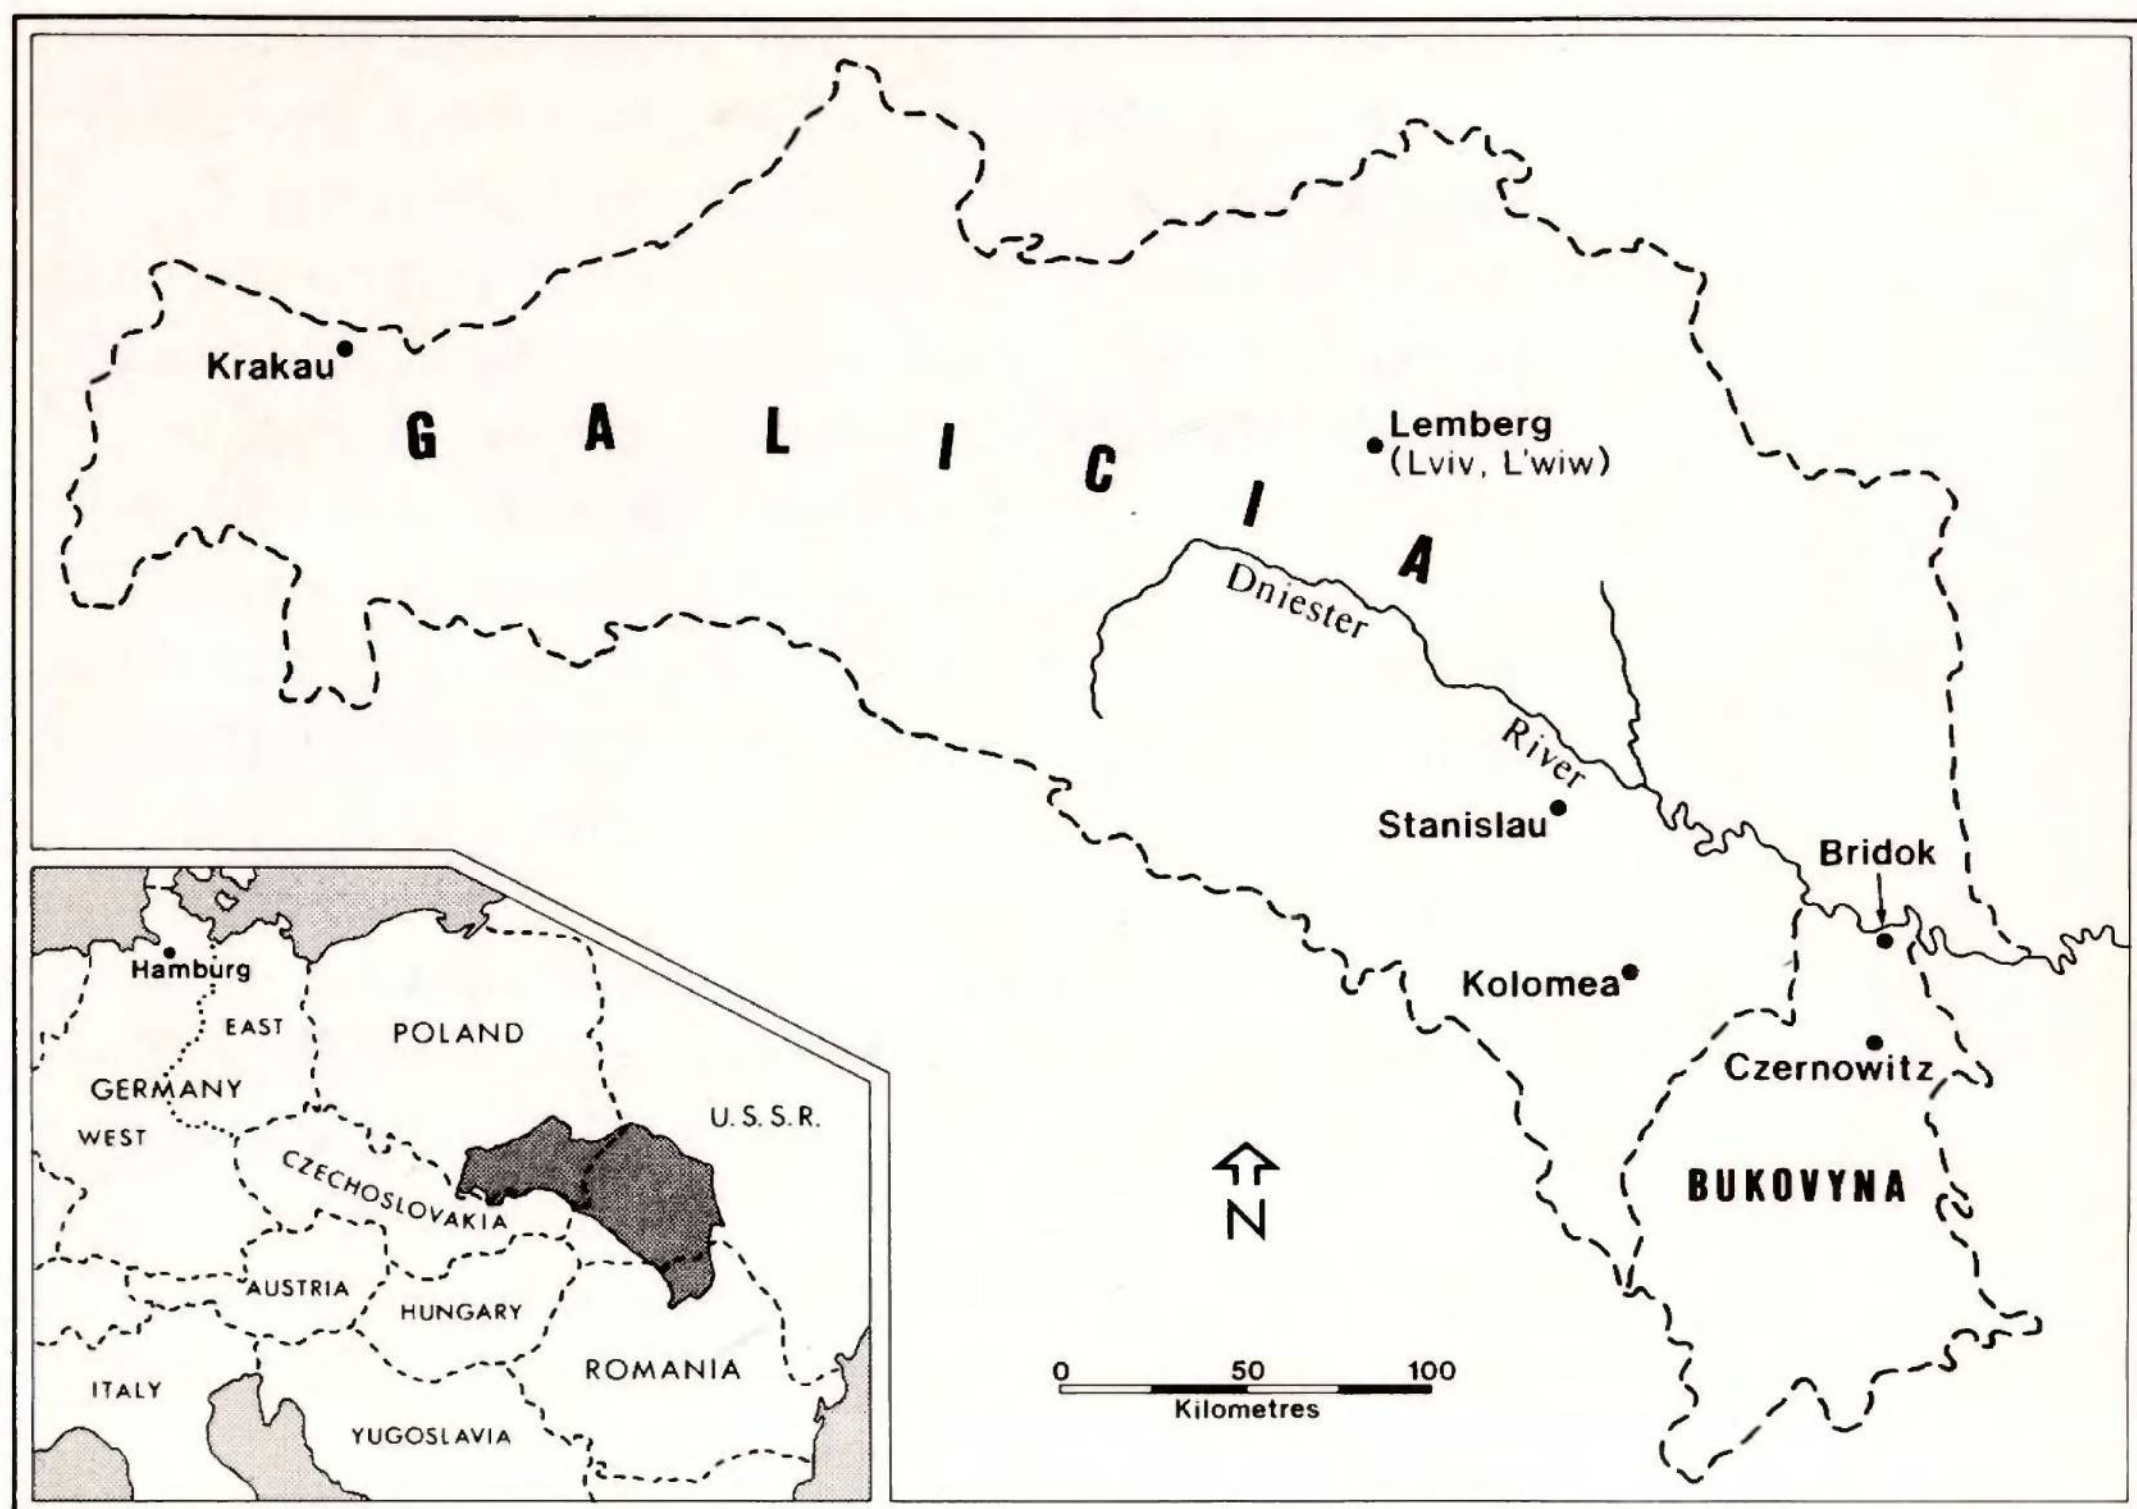 Krakau
GALICIA
Lemberg
(Lviv, L'wiw)
Dniester
River
Stanislau
Bridok
Kolomea
Czernowitz
BUKOVYNA
N
0 50 100
Kilometres
Hamburg
EAST
POLAND
GERMANY
WEST
U.S.S.R.
CZECHOSLOVAKIA
AUSTRIA
HUNGARY
ROMANIA
ITALY
YUGOSLAVIA